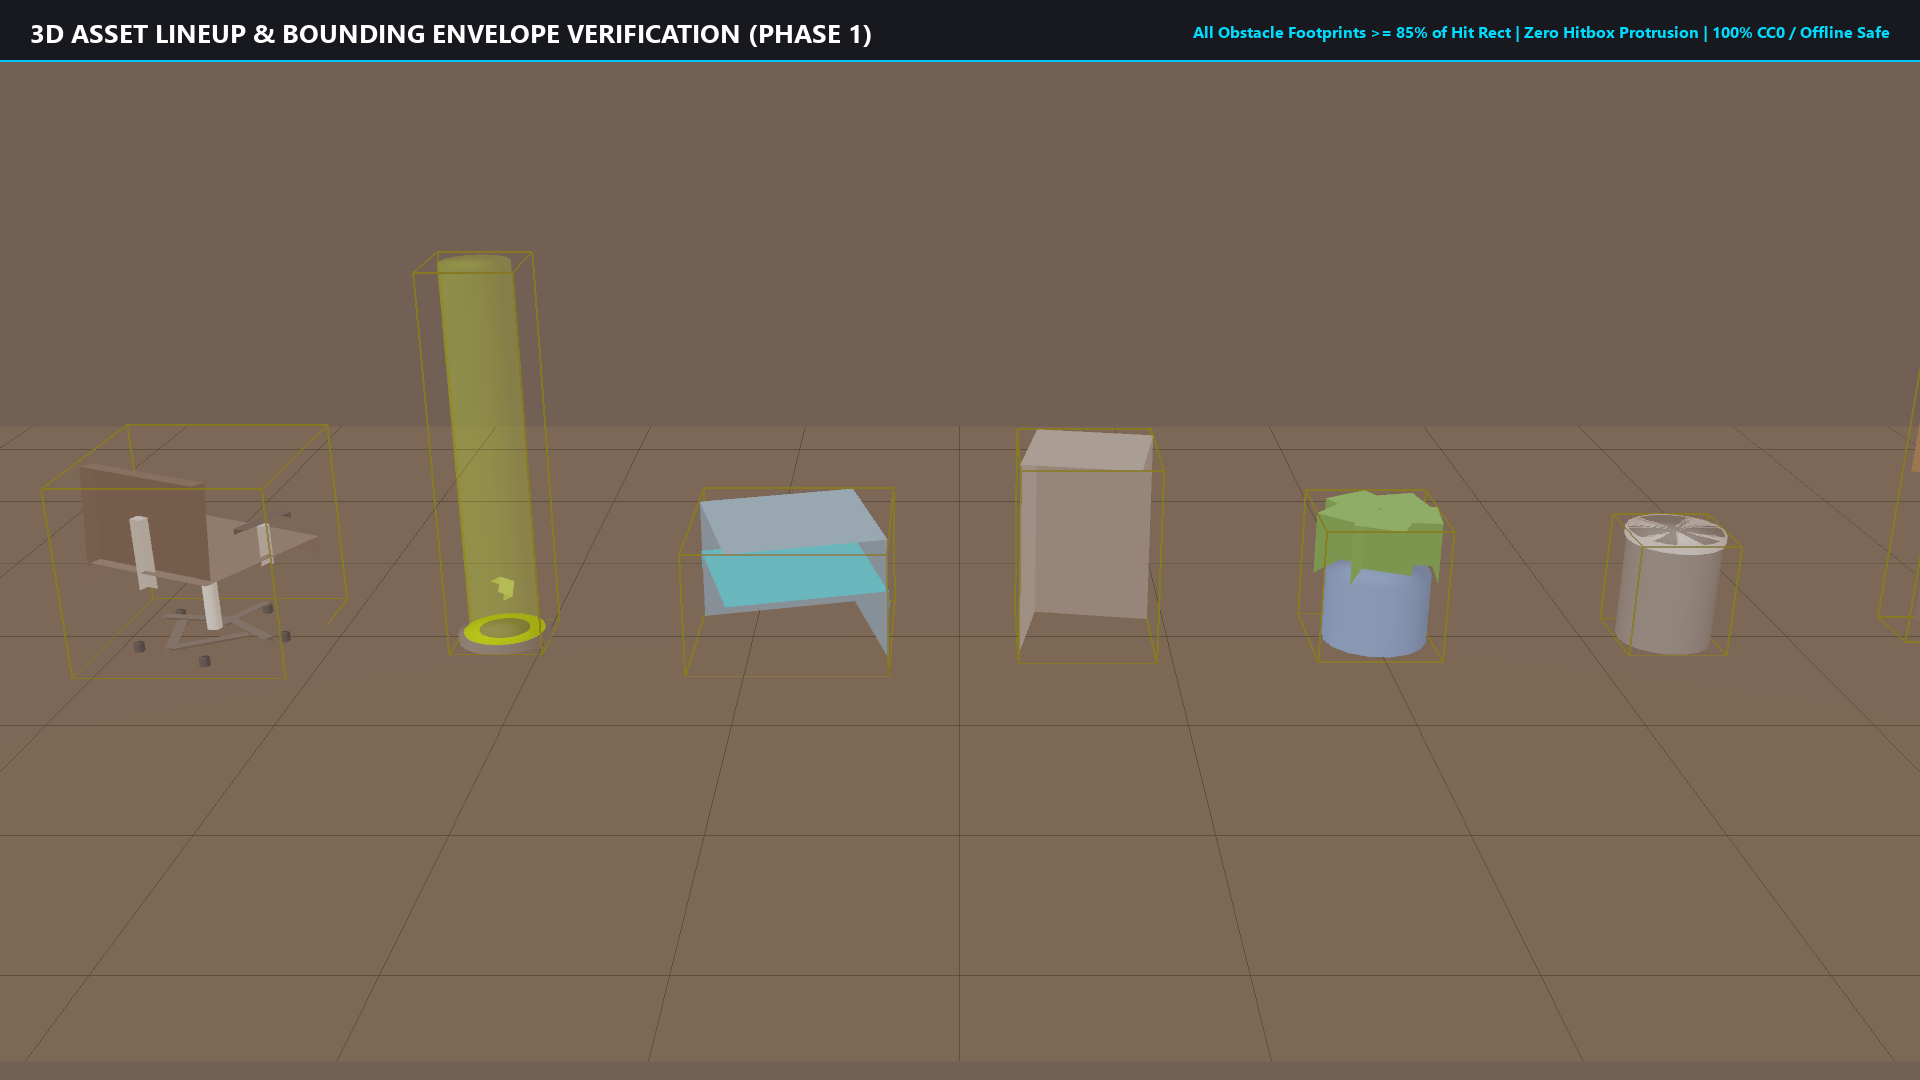 3D ASSET LINEUP & BOUNDING ENVELOPE VERIFICATION (PHASE 1)
All Obstacle Footprints >= 85% of Hit Rect | Zero Hitbox Protrusion | 100% CC0 / Offline Safe